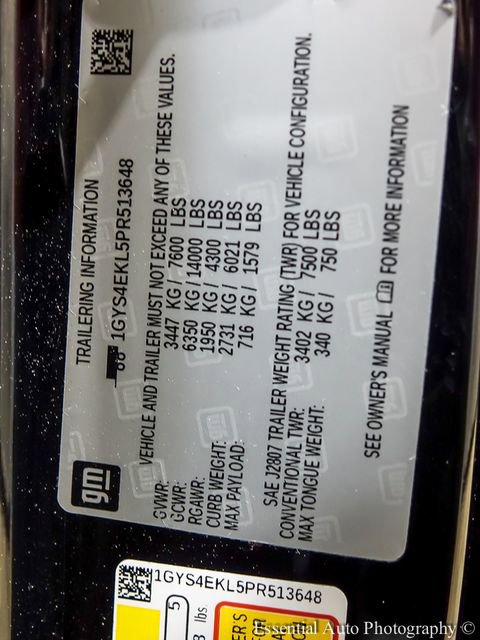 gm
TRAILERING INFORMATION
1GYS4EKL5PR513648
VEHICLE AND TRAILER MUST NOT EXCEED ANY OF THESE VALUES.
GVWR: 3447 KG/ 7600 LBS
GCWR: 6350 KG/ 14000 LBS
RGAWR: 1950 KG/ 4300 LBS
CURB WEIGHT: 2731 KG/ 6021 LBS
MAX PAYLOAD: 716 KG/ 1579 LBS
SAE J2807 TRAILER WEIGHT RATING (TWR) FOR VEHICLE CONFIGURATION.
CONVENTIONAL TWR: 3402 KG/ 7500 LBS
MAX TONGUE WEIGHT: 340 KG/ 750 LBS
SEE OWNER'S MANUAL FOR MORE INFORMATION
1GYS4EKL5PR513648
5
lbs.
Essential Auto Photography ©